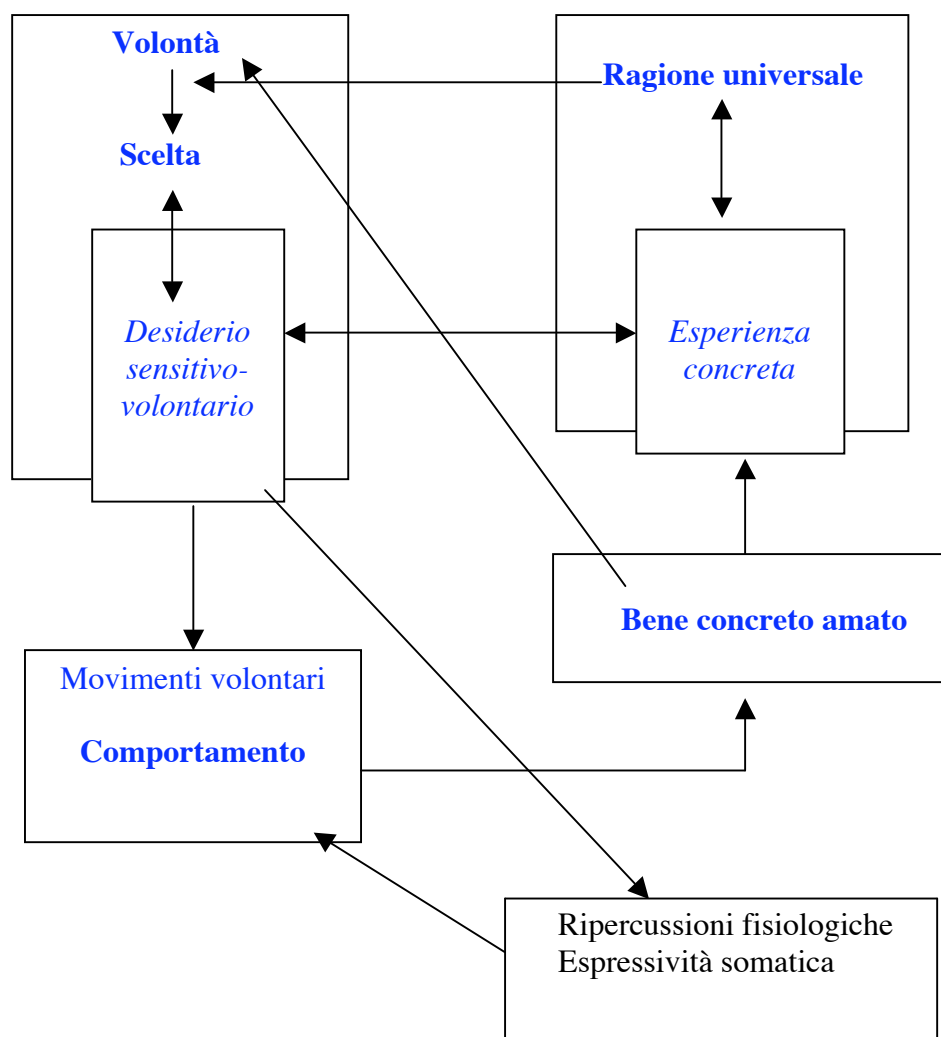 Volontà
Ragione universale
Scelta
Desiderio
sensitivo-
volontario
Esperienza
concreta
Bene concreto amato
Movimenti volontari
Comportamento
Ripercussioni fisiologiche
Espressività somatica